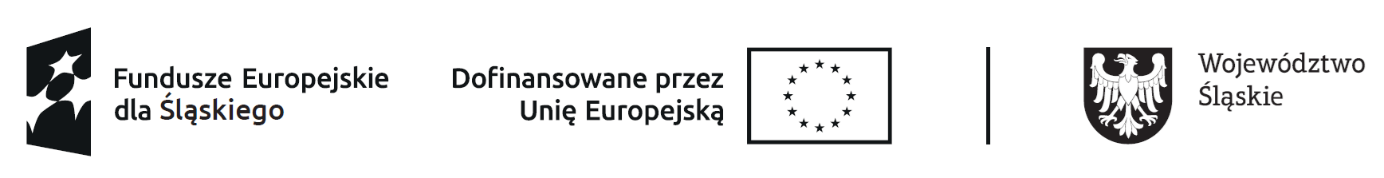 Fundusze Europejskie
dla Śląskiego
Dofinansowane przez
Unię Europejską
Województwo
Śląskie